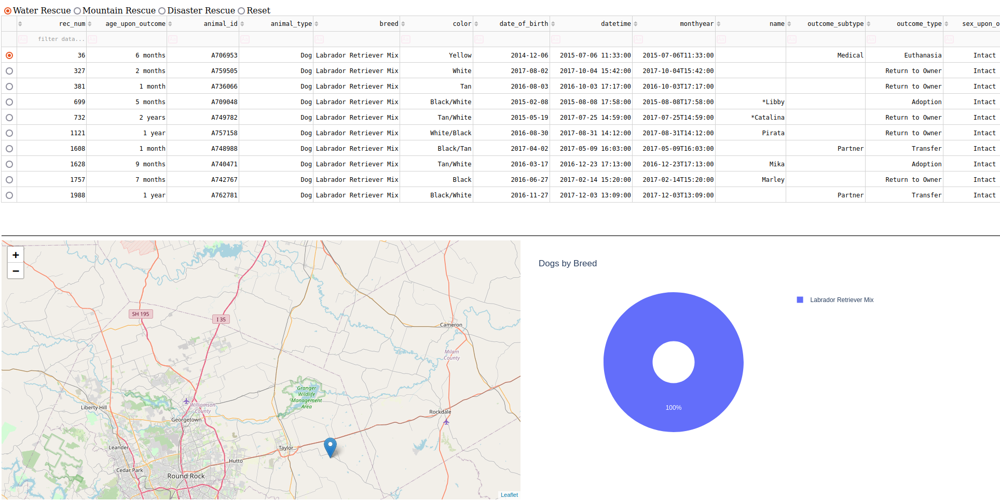 Water Rescue Mountain Rescue Disaster Rescue Reset
rec_num age_upon_outcome animal_id animal_type breed color date_of_birth datetime monthyear name outcome_subtype outcome_type sex_upon_o
Aa filter data... Aa Aa Aa Aa Aa Aa Aa Aa Aa Aa Aa Aa
36 6 months A706953 Dog Labrador Retriever Mix Yellow 2014-12-06 2015-07-06 11:33:00 2015-07-06T11:33:00 Medical Euthanasia Intact
327 2 months A759505 Dog Labrador Retriever Mix White 2017-08-02 2017-10-04 15:42:00 2017-10-04T15:42:00 Return to Owner Intact
381 1 month A736066 Dog Labrador Retriever Mix Tan 2016-08-03 2016-10-03 17:17:00 2016-10-03T17:17:00 Return to Owner Intact
699 5 months A709048 Dog Labrador Retriever Mix Black/White 2015-02-08 2015-08-08 17:58:00 2015-08-08T17:58:00 *Libby Adoption Intact
732 2 years A749782 Dog Labrador Retriever Mix Tan/White 2015-05-19 2017-07-25 14:59:00 2017-07-25T14:59:00 *Catalina Return to Owner Intact
1121 1 year A757158 Dog Labrador Retriever Mix White/Black 2016-08-30 2017-08-31 14:12:00 2017-08-31T14:12:00 Pirata Return to Owner Intact
1608 1 month A748988 Dog Labrador Retriever Mix Black/Tan 2017-04-02 2017-05-09 16:03:00 2017-05-09T16:03:00 Partner Transfer Intact
1628 9 months A740471 Dog Labrador Retriever Mix Tan/White 2016-03-17 2016-12-23 17:13:00 2016-12-23T17:13:00 Mika Adoption Intact
1757 7 months A742767 Dog Labrador Retriever Mix Black 2016-06-27 2017-02-14 15:20:00 2017-02-14T15:20:00 Marley Return to Owner Intact
1988 1 year A762781 Dog Labrador Retriever Mix Black/White 2016-11-27 2017-12-03 13:09:00 2017-12-03T13:09:00 Partner Transfer Intact
+
−
SH 195
I 35
Cameron
Milam
County
Granger
Wildlife
Management
Area
Williamson
County
Liberty Hill
Georgetown
Rockdale
Leander
Taylor
Hutto
Cedar Park
Round Rock
Leaflet
Dogs by Breed
Labrador Retriever Mix
100%